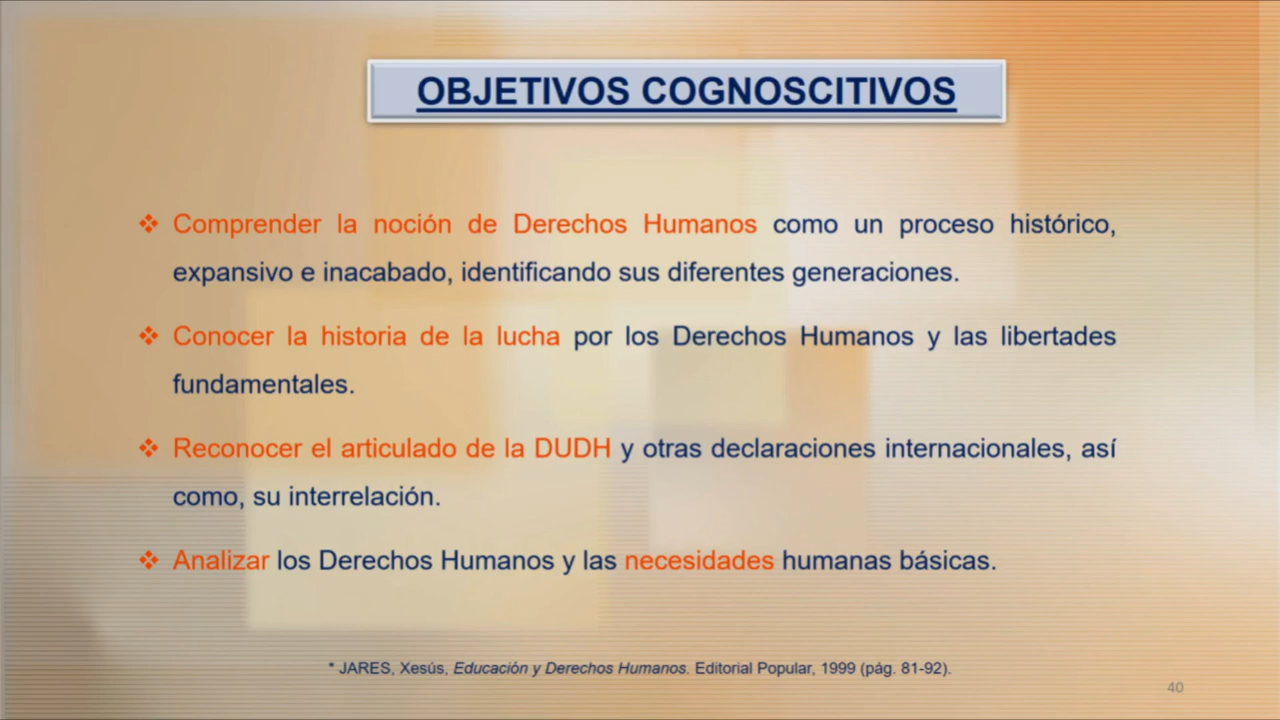 OBJETIVOS COGNOSCITIVOS
❖ Comprender la noción de Derechos Humanos como un proceso histórico,
expansivo e inacabado, identificando sus diferentes generaciones.
❖ Conocer la historia de la lucha por los Derechos Humanos y las libertades
fundamentales.
❖ Reconocer el articulado de la DUDH y otras declaraciones internacionales, así
como, su interrelación.
❖ Analizar los Derechos Humanos y las necesidades humanas básicas.
* JARES, Xesús, Educación y Derechos Humanos. Editorial Popular, 1999 (pág. 81-92).
40